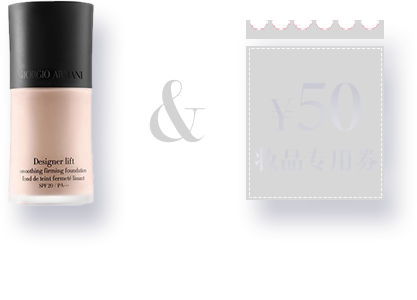 GIORGIO ARMANI
Designer lift
smoothing firming foundation
fond de teint fermeté lissant
SPF 20 / PA++
&
¥50
妆品专用券